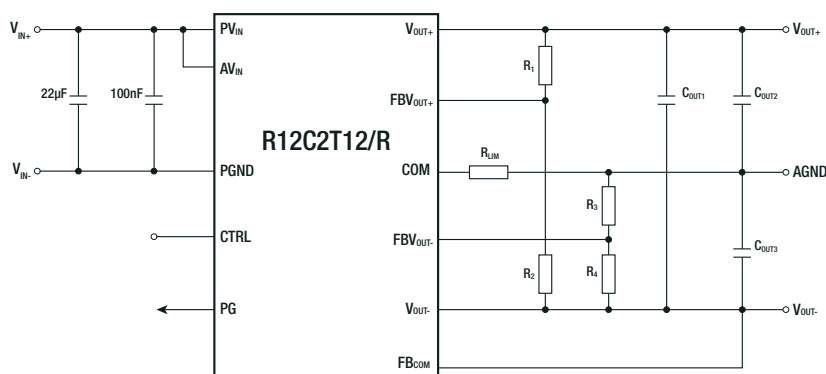 VIN+
PVIN
VOUT+
VOUT+
AVIN
R1
22µF
100nF
FBVOUT+
COUT1
COUT2
R12C2T12/R
RLIM
VIN-
PGND
COM
AGND
R3
CTRL
FBVOUT-
COUT3
R2
R4
PG
VOUT-
VOUT-
FBCOM